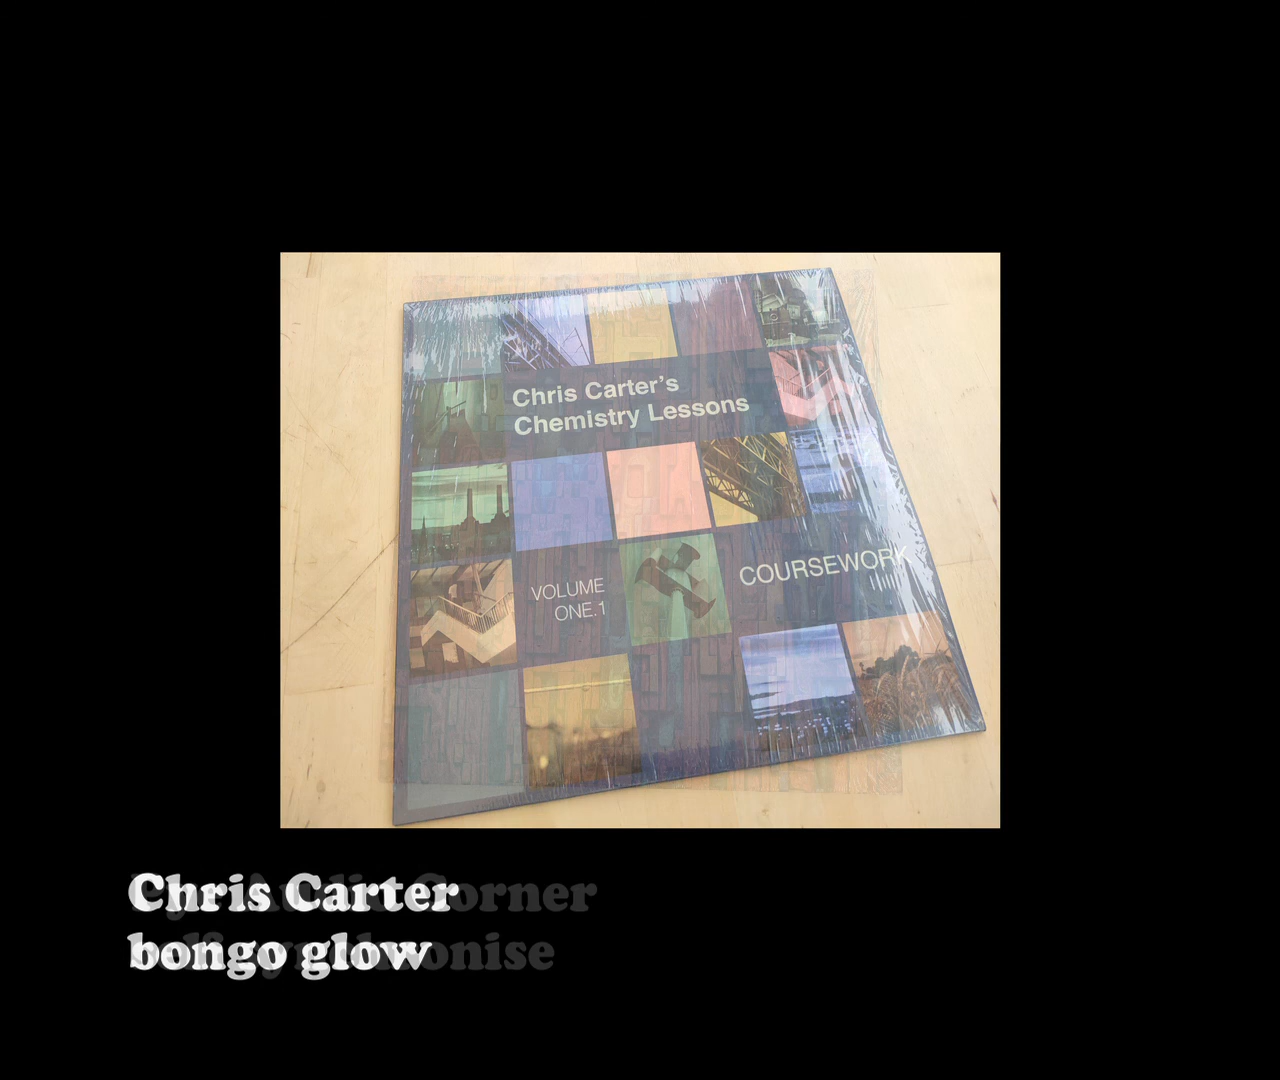 Chris Carter's
Chemistry Lessons
VOLUME
ONE.1
COURSEWORK
Chris Carter
bongo glow